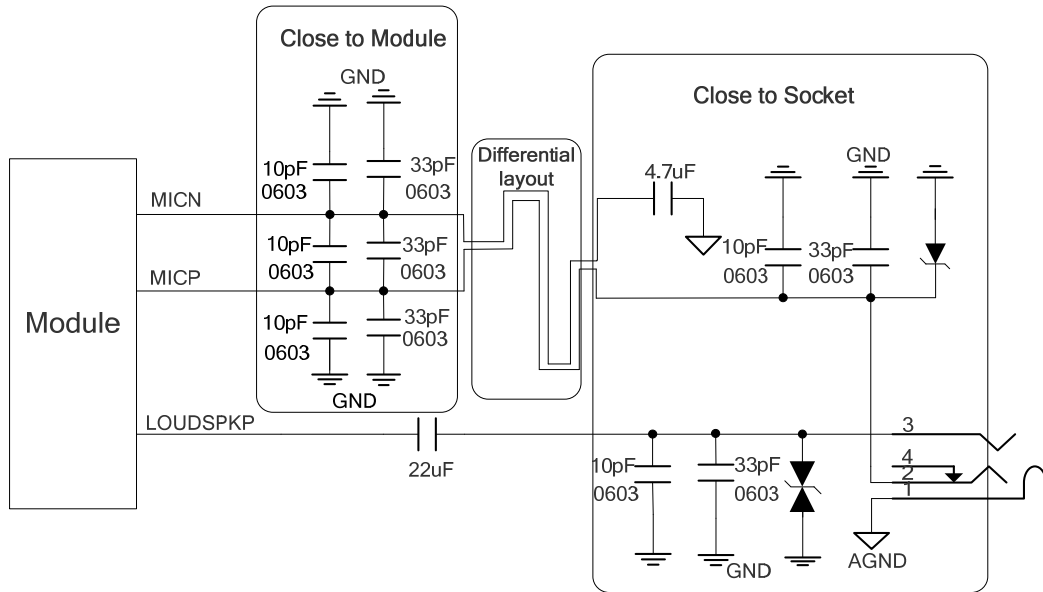 Close to Module
GND
10pF
0603
33pF
0603
MICN
10pF
0603
33pF
0603
MICP
10pF
0603
33pF
0603
GND
Module
LOUDSPKP
22uF
Differential
layout
Close to Socket
4.7uF
GND
10pF
0603
33pF
0603
10pF
0603
33pF
0603
GND
3
4
2
1
AGND